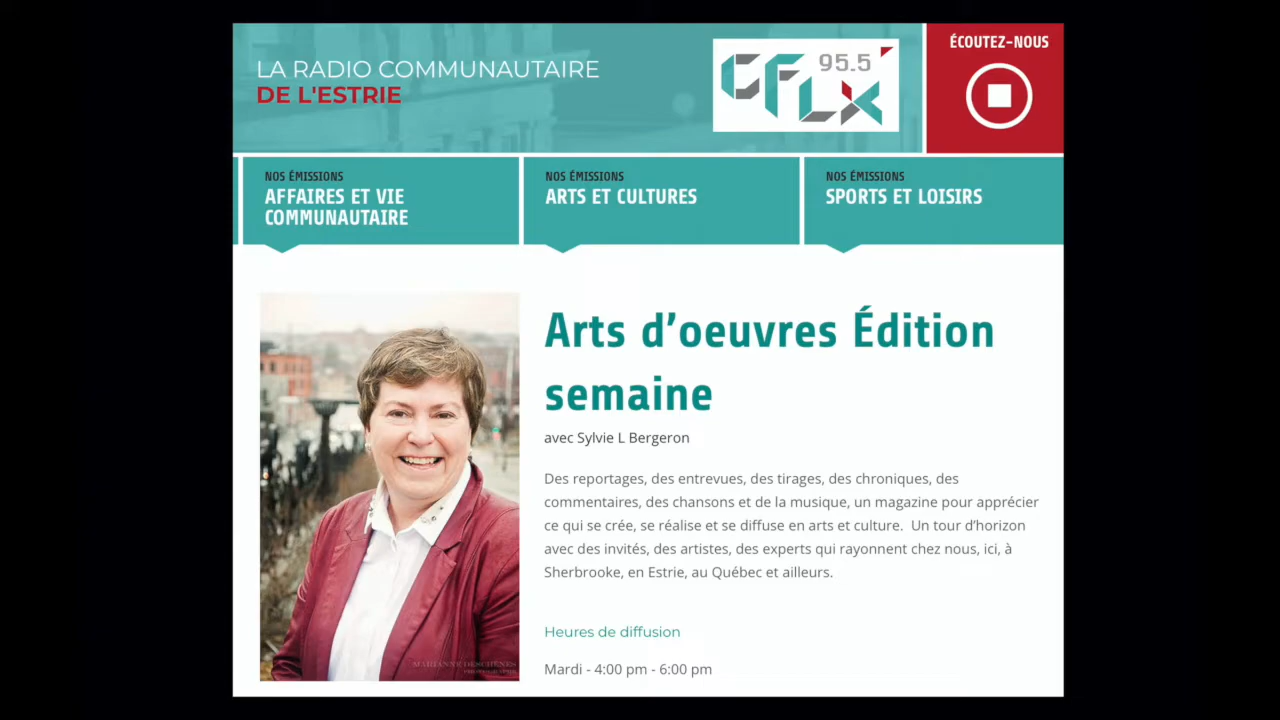 LA RADIO COMMUNAUTAIRE
DE L'ESTRIE
CFLX 95.5
ÉCOUTEZ-NOUS
NOS ÉMISSIONS
AFFAIRES ET VIE
COMMUNAUTAIRE
NOS ÉMISSIONS
ARTS ET CULTURES
NOS ÉMISSIONS
SPORTS ET LOISIRS
Arts d’oeuvres Édition
semaine
avec Sylvie L Bergeron
Des reportages, des entrevues, des tirages, des chroniques, des
commentaires, des chansons et de la musique, un magazine pour apprécier
ce qui se crée, se réalise et se diffuse en arts et culture.  Un tour d’horizon
avec des invités, des artistes, des experts qui rayonnent chez nous, ici, à
Sherbrooke, en Estrie, au Québec et ailleurs.
Heures de diffusion
Mardi - 4:00 pm - 6:00 pm
MARIANNE DESCHÊNES